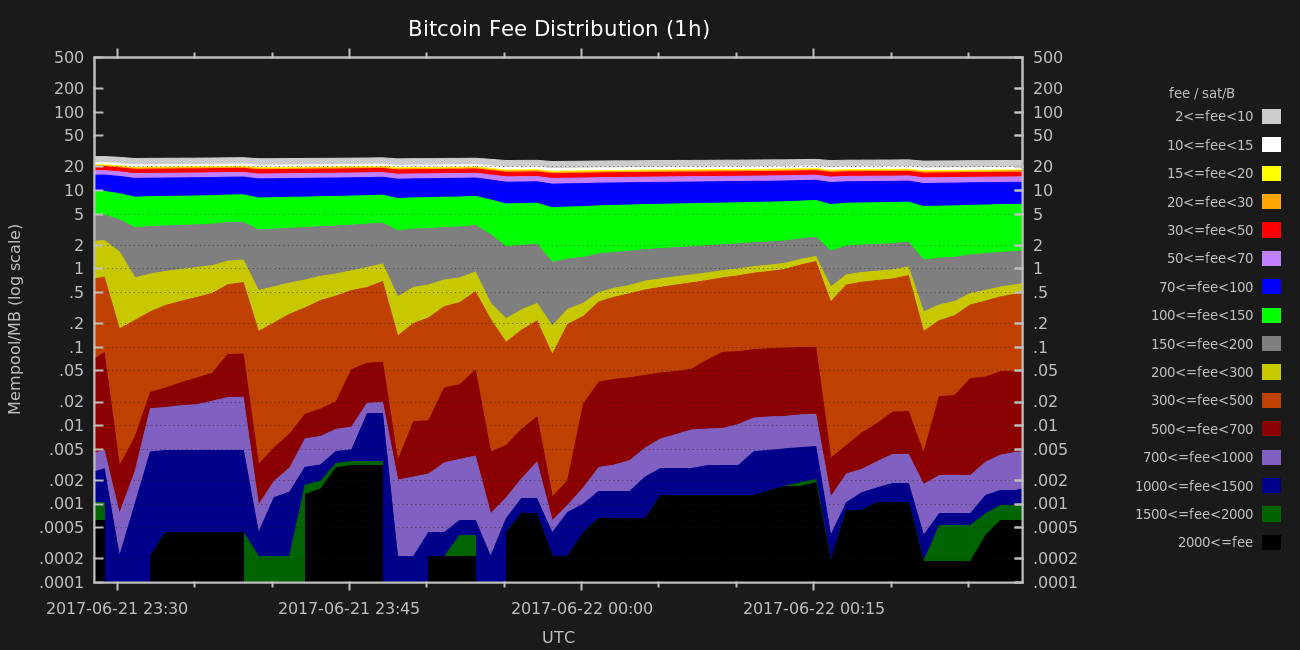 Bitcoin Fee Distribution (1h)
500 500
200 200
100 100
50 50
20 20
10 10
5 5
2 2
1 1
.5 .5
.2 .2
.1 .1
.05 .05
.02 .02
.01 .01
.005 .005
.002 .002
.001 .001
.0005 .0005
.0002 .0002
.0001 .0001
Mempool/MB (log scale)
2017-06-21 23:30 2017-06-21 23:45 2017-06-22 00:00 2017-06-22 00:15
UTC
fee / sat/B
2<=fee<10
10<=fee<15
15<=fee<20
20<=fee<30
30<=fee<50
50<=fee<70
70<=fee<100
100<=fee<150
150<=fee<200
200<=fee<300
300<=fee<500
500<=fee<700
700<=fee<1000
1000<=fee<1500
1500<=fee<2000
2000<=fee